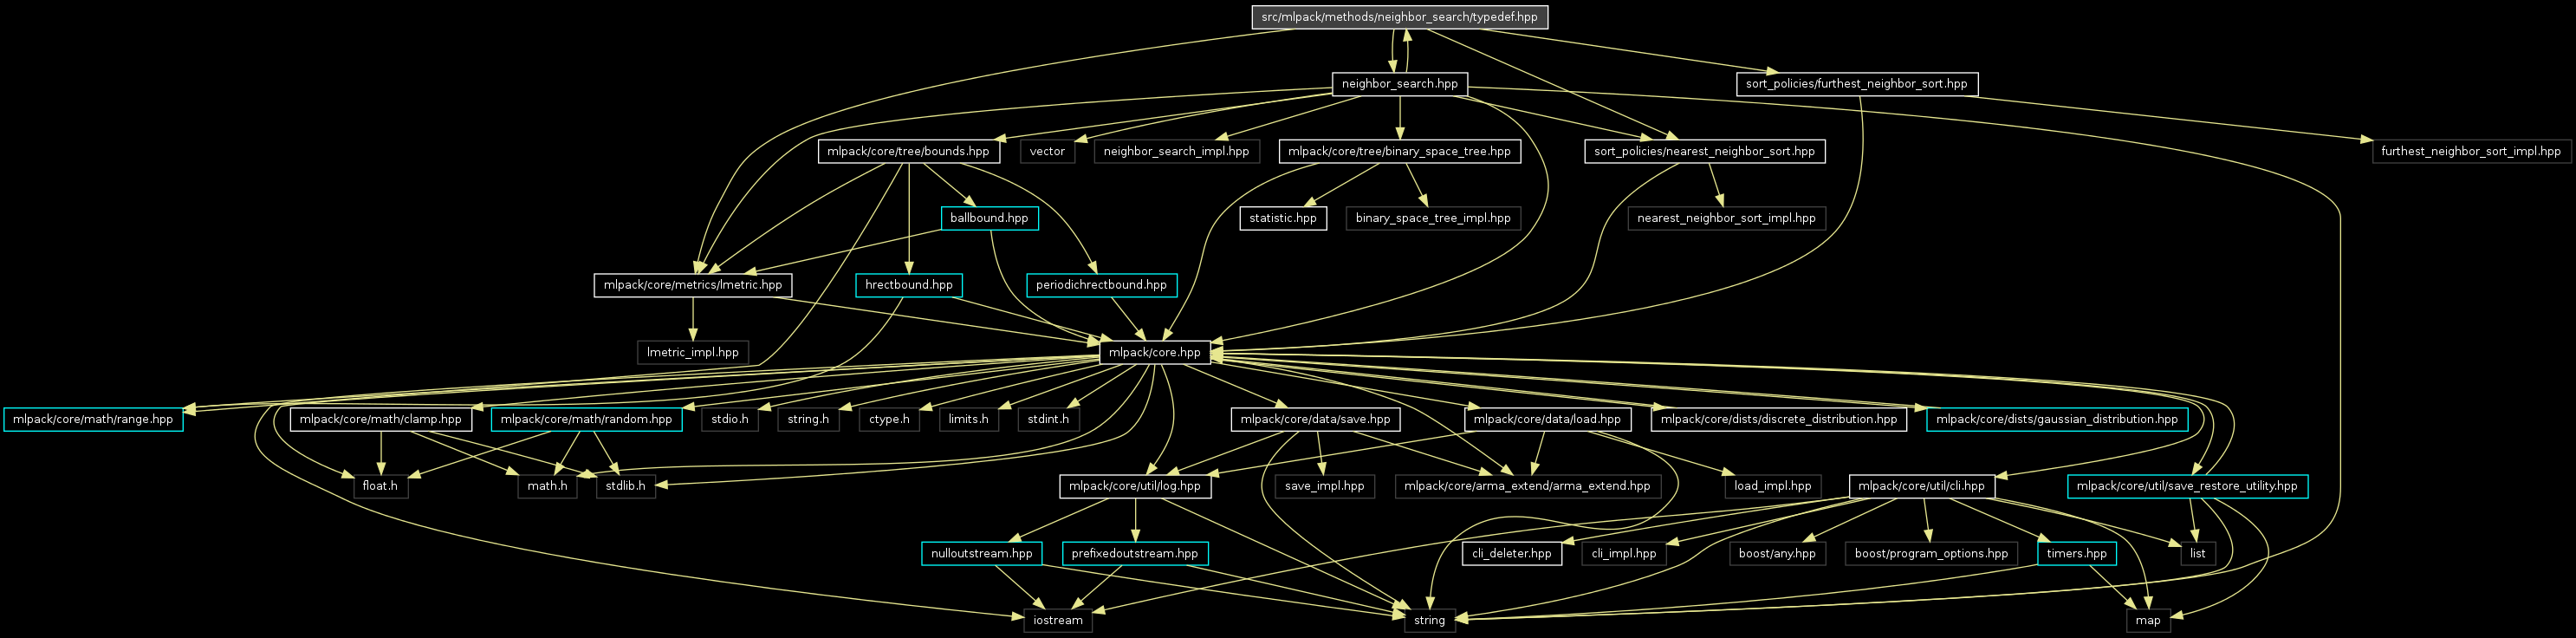 src/mlpack/methods/neighbor_search/typedef.hpp
neighbor_search.hpp
sort_policies/furthest_neighbor_sort.hpp
mlpack/core/tree/bounds.hpp
vector
neighbor_search_impl.hpp
mlpack/core/tree/binary_space_tree.hpp
sort_policies/nearest_neighbor_sort.hpp
furthest_neighbor_sort_impl.hpp
ballbound.hpp
statistic.hpp
binary_space_tree_impl.hpp
nearest_neighbor_sort_impl.hpp
mlpack/core/metrics/lmetric.hpp
hrectbound.hpp
periodichrectbound.hpp
lmetric_impl.hpp
mlpack/core.hpp
mlpack/core/math/range.hpp
mlpack/core/math/clamp.hpp
mlpack/core/math/random.hpp
stdio.h
string.h
ctype.h
limits.h
stdint.h
mlpack/core/data/save.hpp
mlpack/core/data/load.hpp
mlpack/core/dists/discrete_distribution.hpp
mlpack/core/dists/gaussian_distribution.hpp
float.h
math.h
stdlib.h
mlpack/core/util/log.hpp
save_impl.hpp
mlpack/core/arma_extend/arma_extend.hpp
load_impl.hpp
mlpack/core/util/cli.hpp
mlpack/core/util/save_restore_utility.hpp
nulloutstream.hpp
prefixedoutstream.hpp
cli_deleter.hpp
cli_impl.hpp
boost/any.hpp
boost/program_options.hpp
timers.hpp
list
iostream
string
map